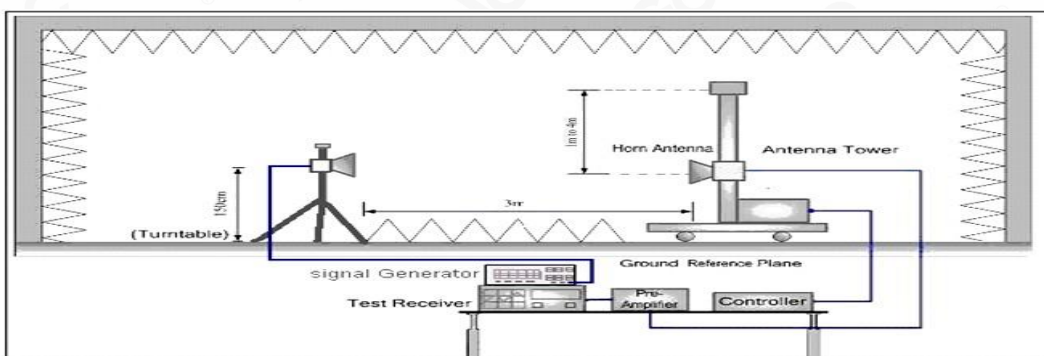 1m to 4m
Horn Antenna
Antenna Tower
150cm
3m
(Turntable)
Ground Reference Plane
signal Generator
Test Receiver
Pre-
Amplifier
Controller